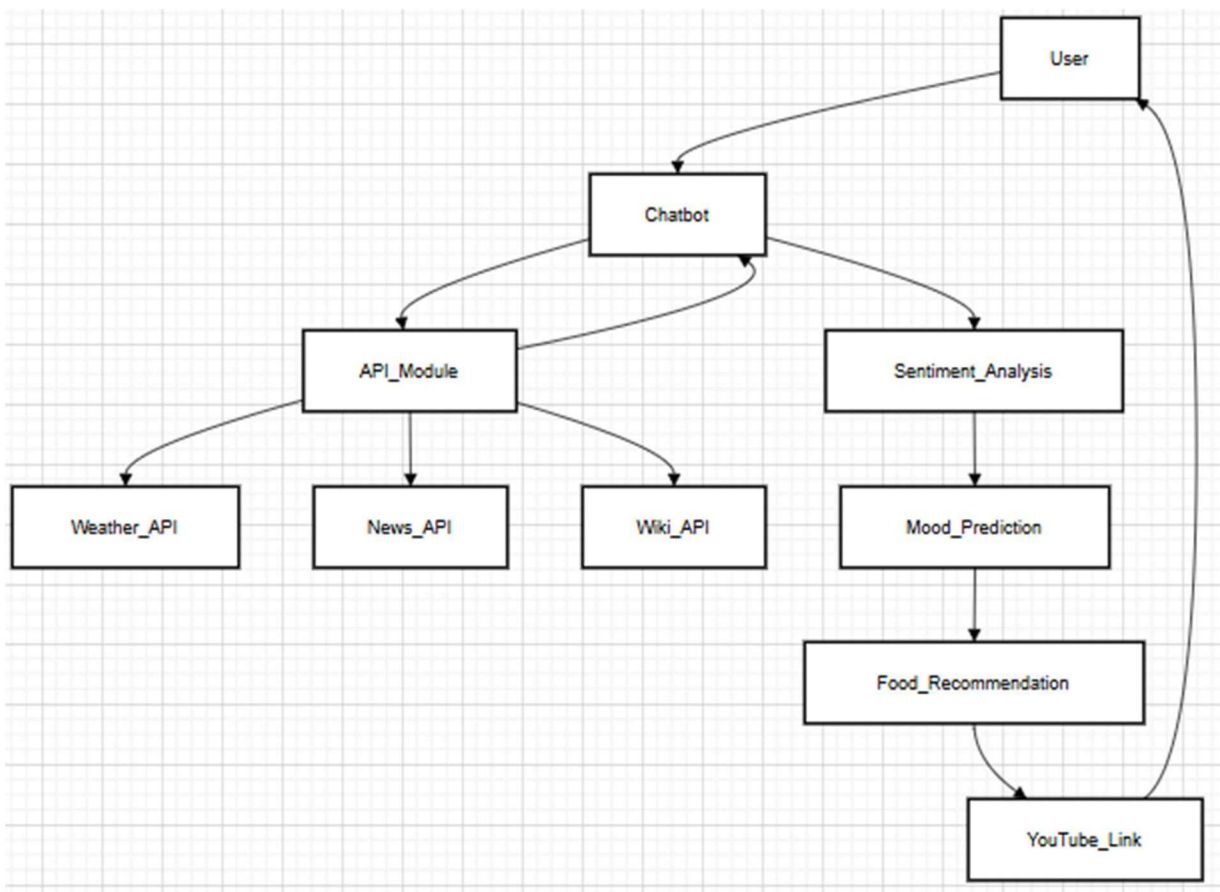 User
Chatbot
API_Module
Sentiment_Analysis
Weather_API
News_API
Wiki_API
Mood_Prediction
Food_Recommendation
YouTube_Link